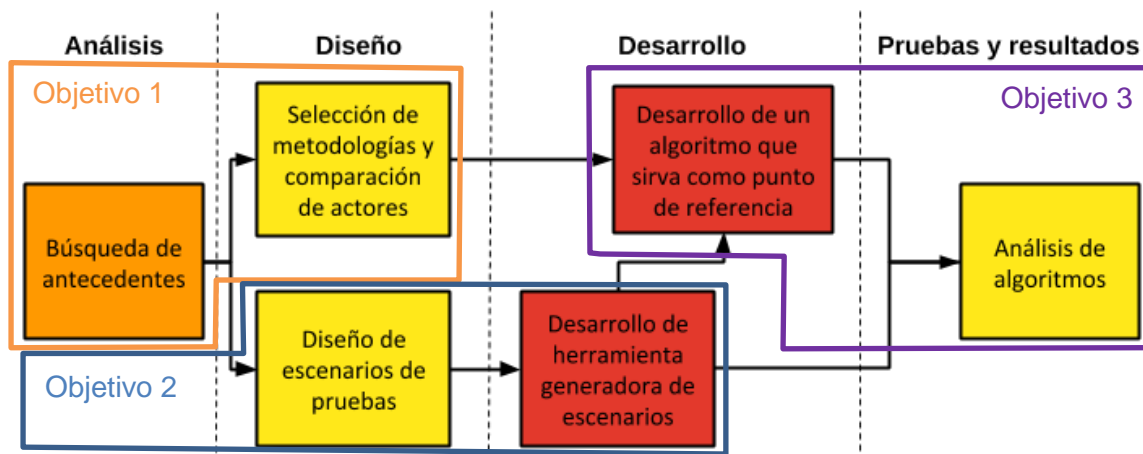 Análisis
Diseño
Desarrollo
Pruebas y resultados
Objetivo 1
Objetivo 3
Selección de
metodologías y
comparación
de actores
Desarrollo de un
algoritmo que
sirva como punto
de referencia
Búsqueda de
antecedentes
Análisis de
algoritmos
Objetivo 2
Diseño de
escenarios de
pruebas
Desarrollo de
herramienta
generadora de
escenarios